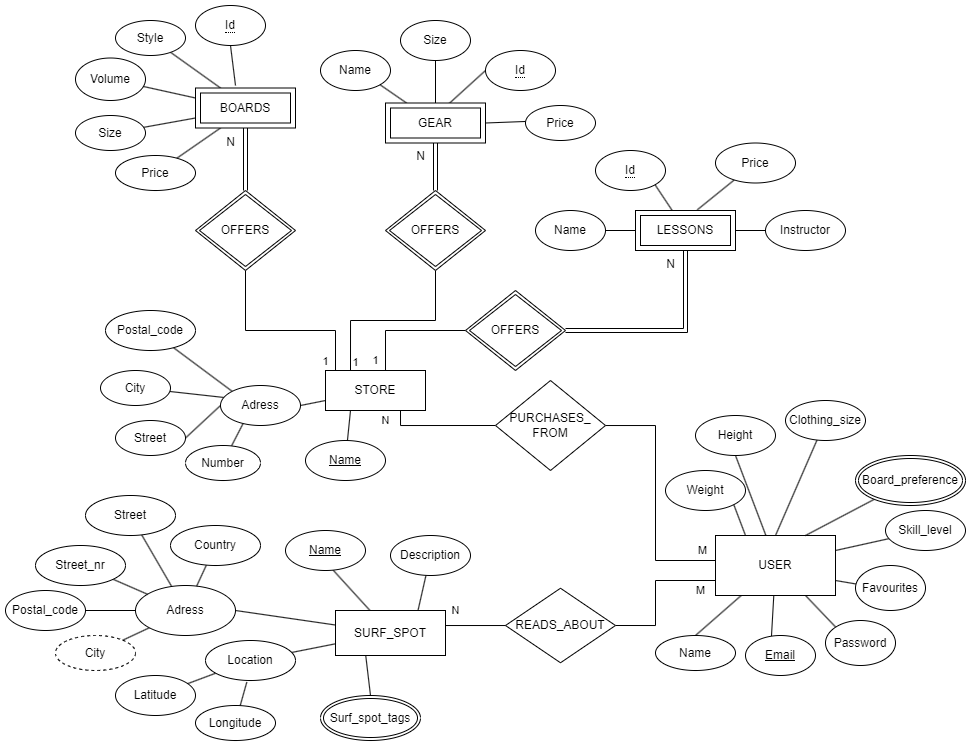 Id
Style
Volume
BOARDS
Size
N
Price
OFFERS
Size
Name
Id
GEAR
Price
N
OFFERS
Id
Price
Name
LESSONS
Instructor
N
OFFERS
Postal_code
1
1
1
City
STORE
Adress
Street
Number
N
Name
PURCHASES_
FROM
Clothing_size
Height
Weight
Board_preference
Skill_level
M
USER
Favourites
M
Name
Email
Password
Street
Country
Name
Description
Street_nr
Postal_code
Adress
N
READS_ABOUT
SURF_SPOT
City
Location
Latitude
Longitude
Surf_spot_tags